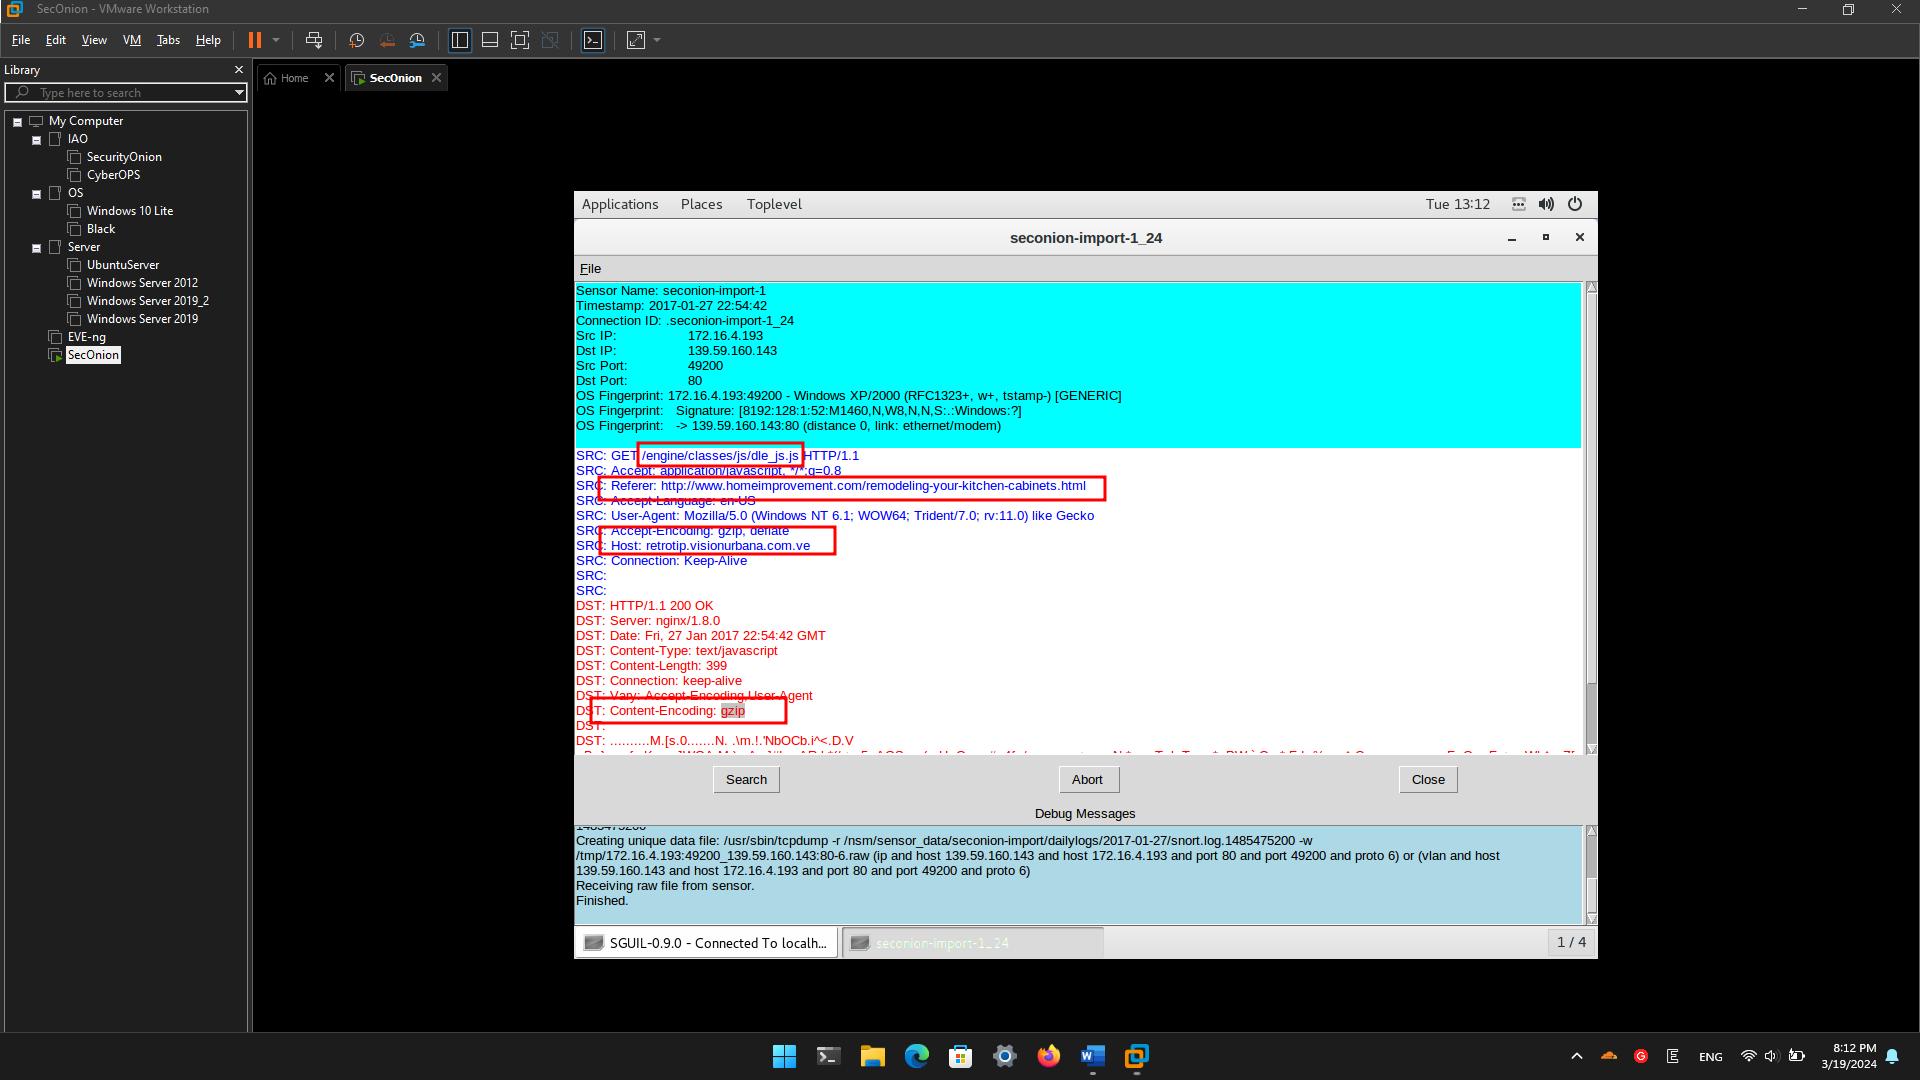 SecOnion - VMware Workstation
File Edit View VM Tabs Help
Library
Type here to search
Home
SecOnion
My Computer
IAO
SecurityOnion
CyberOPS
OS
Windows 10 Lite
Black
Server
UbuntuServer
Windows Server 2012
Windows Server 2019_2
Windows Server 2019
EVE-ng
SecOnion
Applications Places Toplevel Tue 13:12
seconion-import-1_24
File
Sensor Name: seconion-import-1
Timestamp: 2017-01-27 22:54:42
Connection ID: .seconion-import-1_24
Src IP: 172.16.4.193
Dst IP: 139.59.160.143
Src Port: 49200
Dst Port: 80
OS Fingerprint: 172.16.4.193:49200 - Windows XP/2000 (RFC1323+, w+, tstamp-) [GENERIC]
OS Fingerprint: Signature: [8192:128:1:52:M1460,N,W8,N,N,S:.:Windows:?]
OS Fingerprint: -> 139.59.160.143:80 (distance 0, link: ethernet/modem)
SRC: GET /engine/classes/js/dle_js.js HTTP/1.1
SRC: Accept: application/javascript, */*;q=0.8
SRC: Referer: http://www.homeimprovement.com/remodeling-your-kitchen-cabinets.html
SRC: Accept-Language: en-US
SRC: User-Agent: Mozilla/5.0 (Windows NT 6.1; WOW64; Trident/7.0; rv:11.0) like Gecko
SRC: Accept-Encoding: gzip, deflate
SRC: Host: retrotip.visionurbana.com.ve
SRC: Connection: Keep-Alive
SRC:
SRC:
DST: HTTP/1.1 200 OK
DST: Server: nginx/1.8.0
DST: Date: Fri, 27 Jan 2017 22:54:42 GMT
DST: Content-Type: text/javascript
DST: Content-Length: 399
DST: Connection: keep-alive
DST: Vary: Accept-Encoding,User-Agent
DST: Content-Encoding: gzip
DST:
DST: ..........M.[s.0.......N. .\m.!.'NbOCb.i^<.D.V
Search Abort Close
Debug Messages
1485475200
Creating unique data file: /usr/sbin/tcpdump -r /nsm/sensor_data/seconion-import/dailylogs/2017-01-27/snort.log.1485475200 -w
/tmp/172.16.4.193:49200_139.59.160.143:80-6.raw (ip and host 139.59.160.143 and host 172.16.4.193 and port 80 and port 49200 and proto 6) or (vlan and host
139.59.160.143 and host 172.16.4.193 and port 80 and port 49200 and proto 6)
Receiving raw file from sensor.
Finished.
SGUIL-0.9.0 - Connected To localh...
seconion-import-1_24
1 / 4
ENG
8:12 PM
3/19/2024